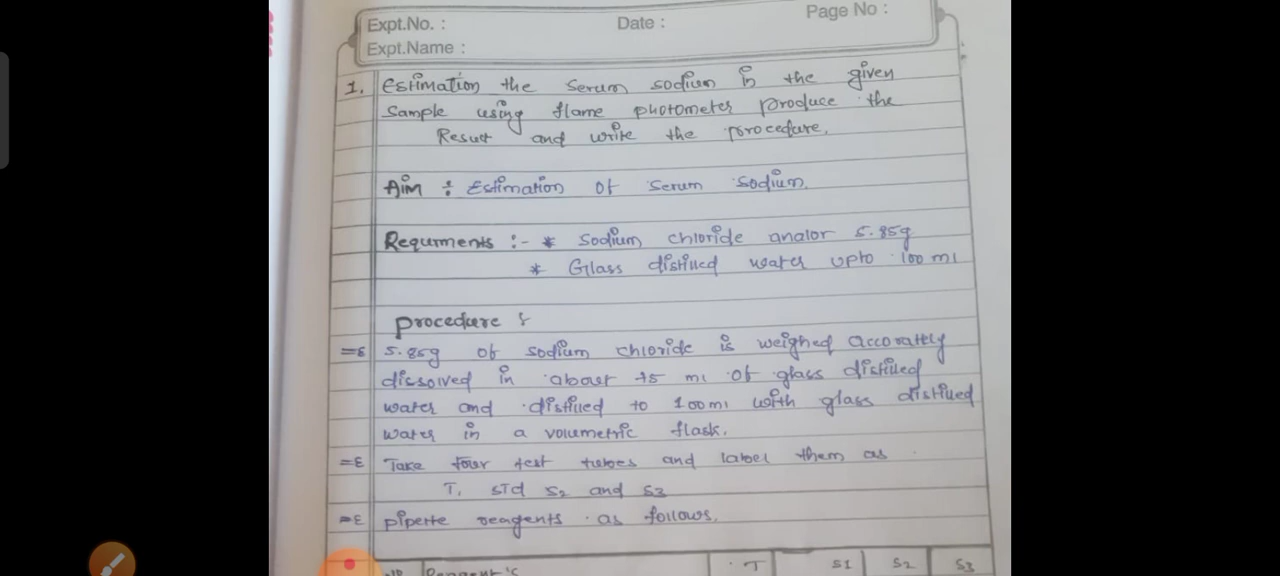 Expt.No. :
Date :
Page No :
Expt.Name :
1. Estimation the serum sodium in the given
Sample using flame photometer produce the
Result and write the procedure.
Aim : Estimation of serum sodium.
Requrments :- * sodium chloride analor 5.85g
* Glass distilled water upto 100 ml
procedure :
5.85g of sodium chloride is weighed accorately
dissolved in about 75 ml of glass distilled
water and distilled to 100ml with glass distilled
water in a volumetric flask.
Take four test tubes and label them as
T, STD S2 and S3
pipette reagents as follows.
T S1 S2 S3